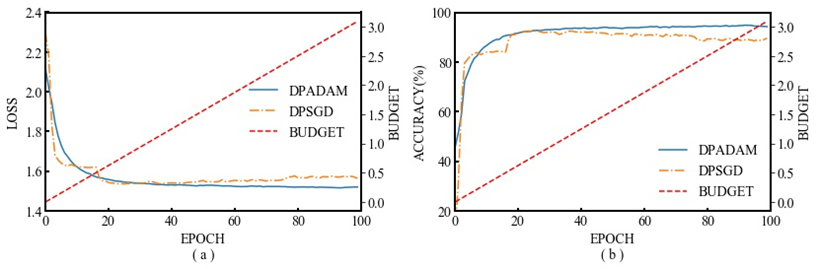 2.4
2.2
2.0
1.8
1.6
1.4
LOSS
0 20 40 60 80 100
EPOCH
3.0
2.5
2.0
1.5
1.0
0.5
0.0
BUDGET
DPADAM
DPSGD
BUDGET
( a )
100
80
60
40
20
ACCURACY(%)
0 20 40 60 80 100
EPOCH
3.0
2.5
2.0
1.5
1.0
0.5
0.0
BUDGET
DPADAM
DPSGD
BUDGET
( b )